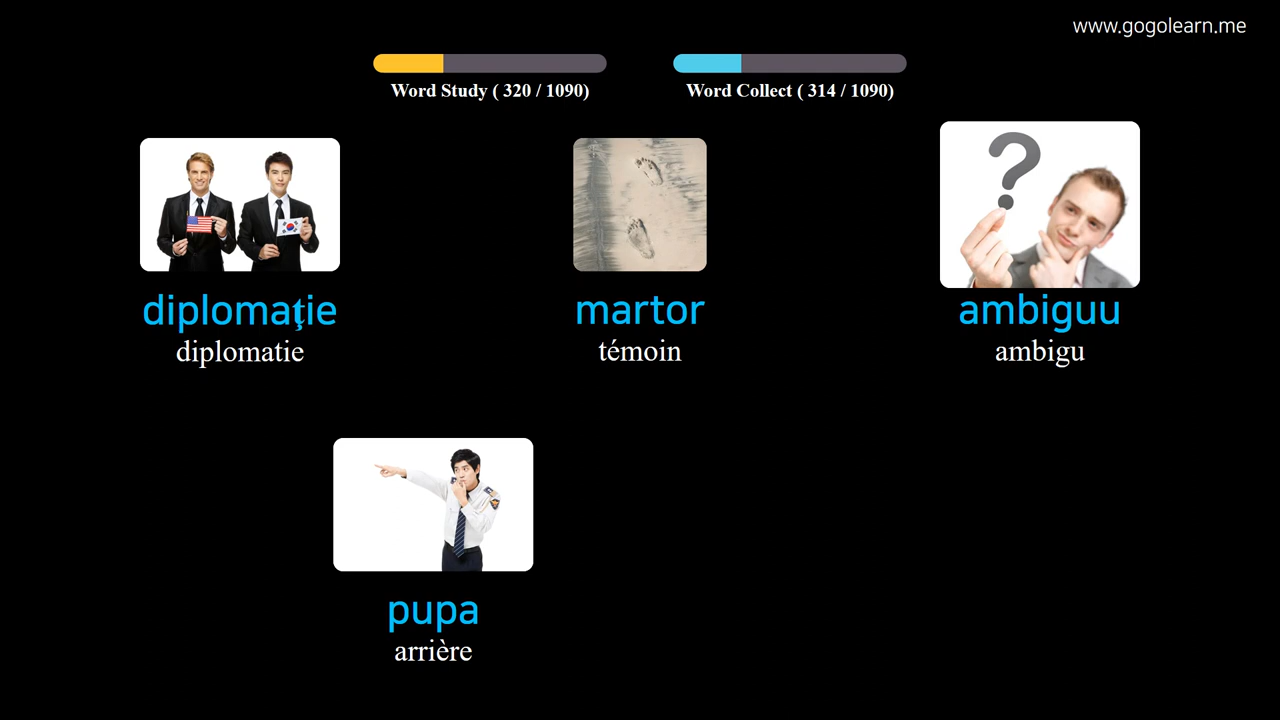 www.gogolearn.me
Word Study ( 320 / 1090)
Word Collect ( 314 / 1090)
diplomaţie
diplomatie
martor
témoin
ambiguu
ambigu
pupa
arrière